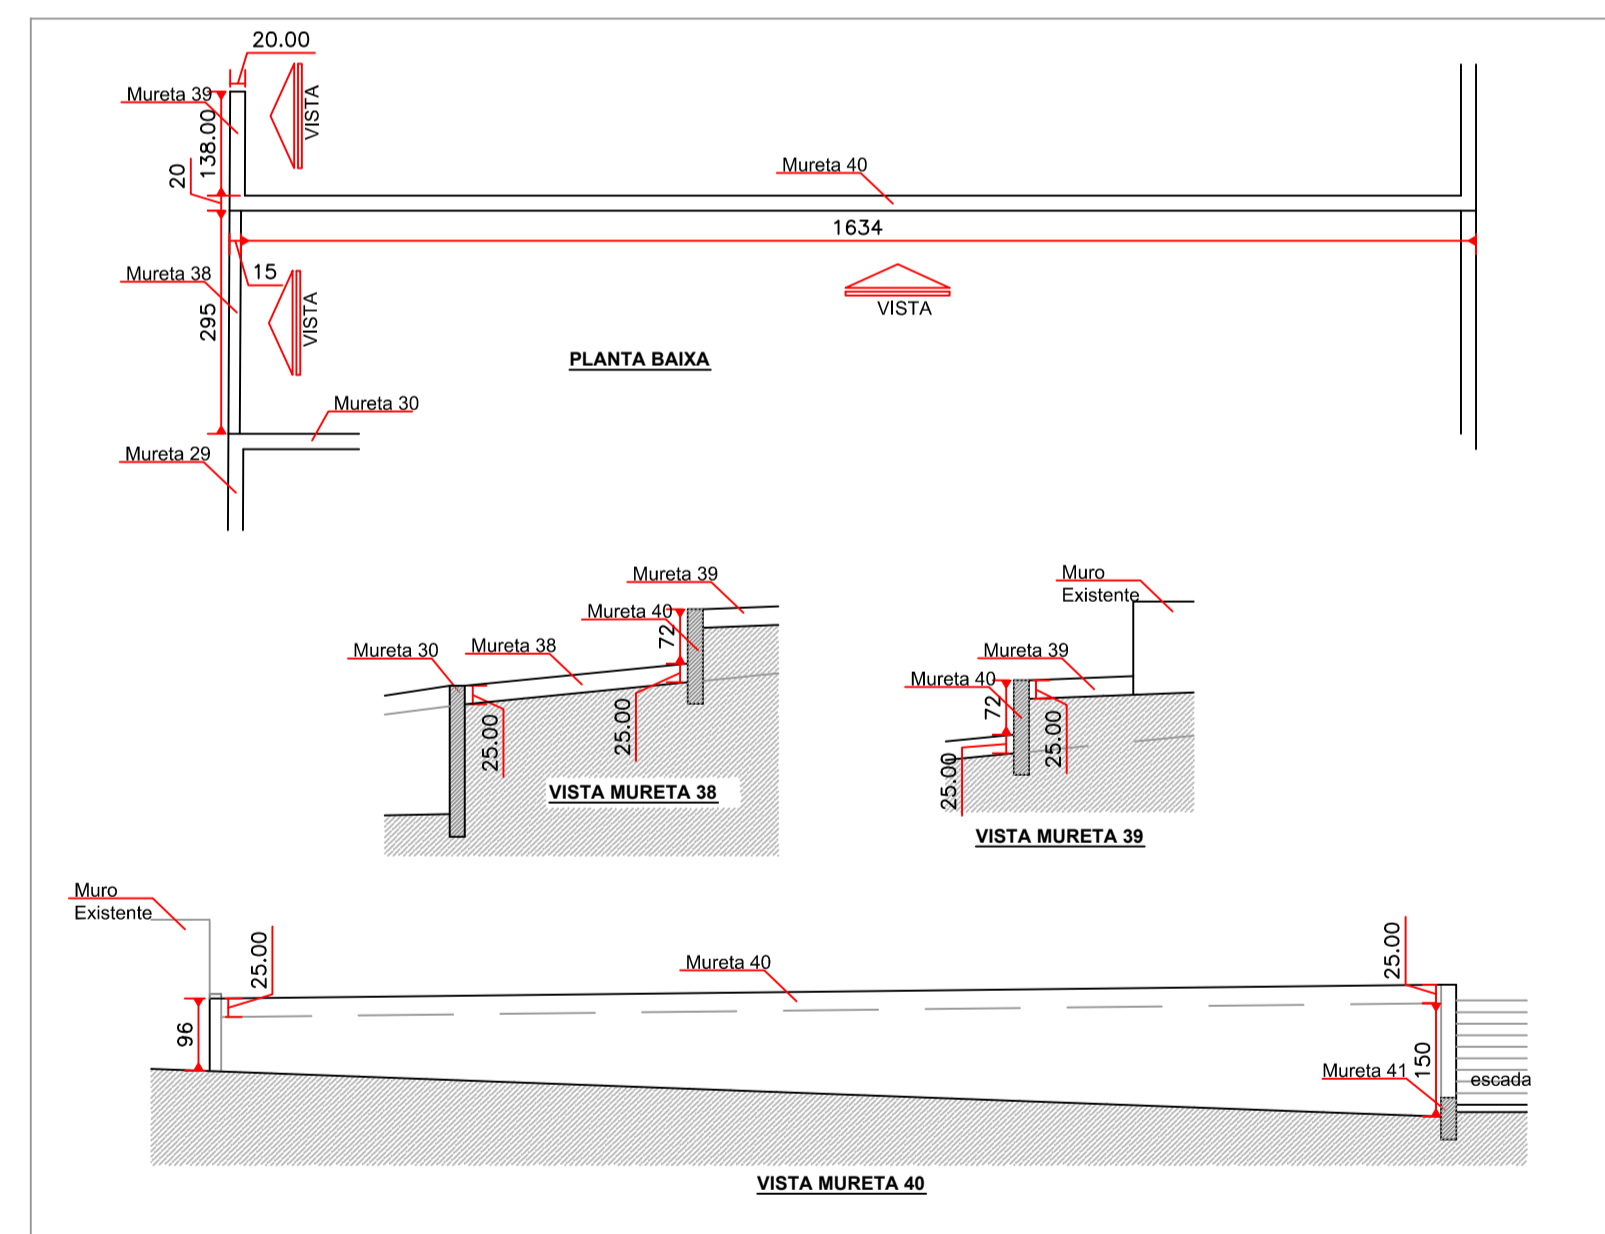 20.00
Mureta 39
138.00
VISTA
20
Mureta 40
1634
Mureta 38
15
295
VISTA
VISTA
PLANTA BAIXA
Mureta 30
Mureta 29
Mureta 39
Mureta 40
72
Mureta 30
Mureta 38
25.00
25.00
VISTA MURETA 38
Muro
Existente
Mureta 39
Mureta 40
72
25.00
25.00
VISTA MURETA 39
Muro
Existente
25.00
Mureta 40
25.00
96
150
Mureta 41
escada
VISTA MURETA 40